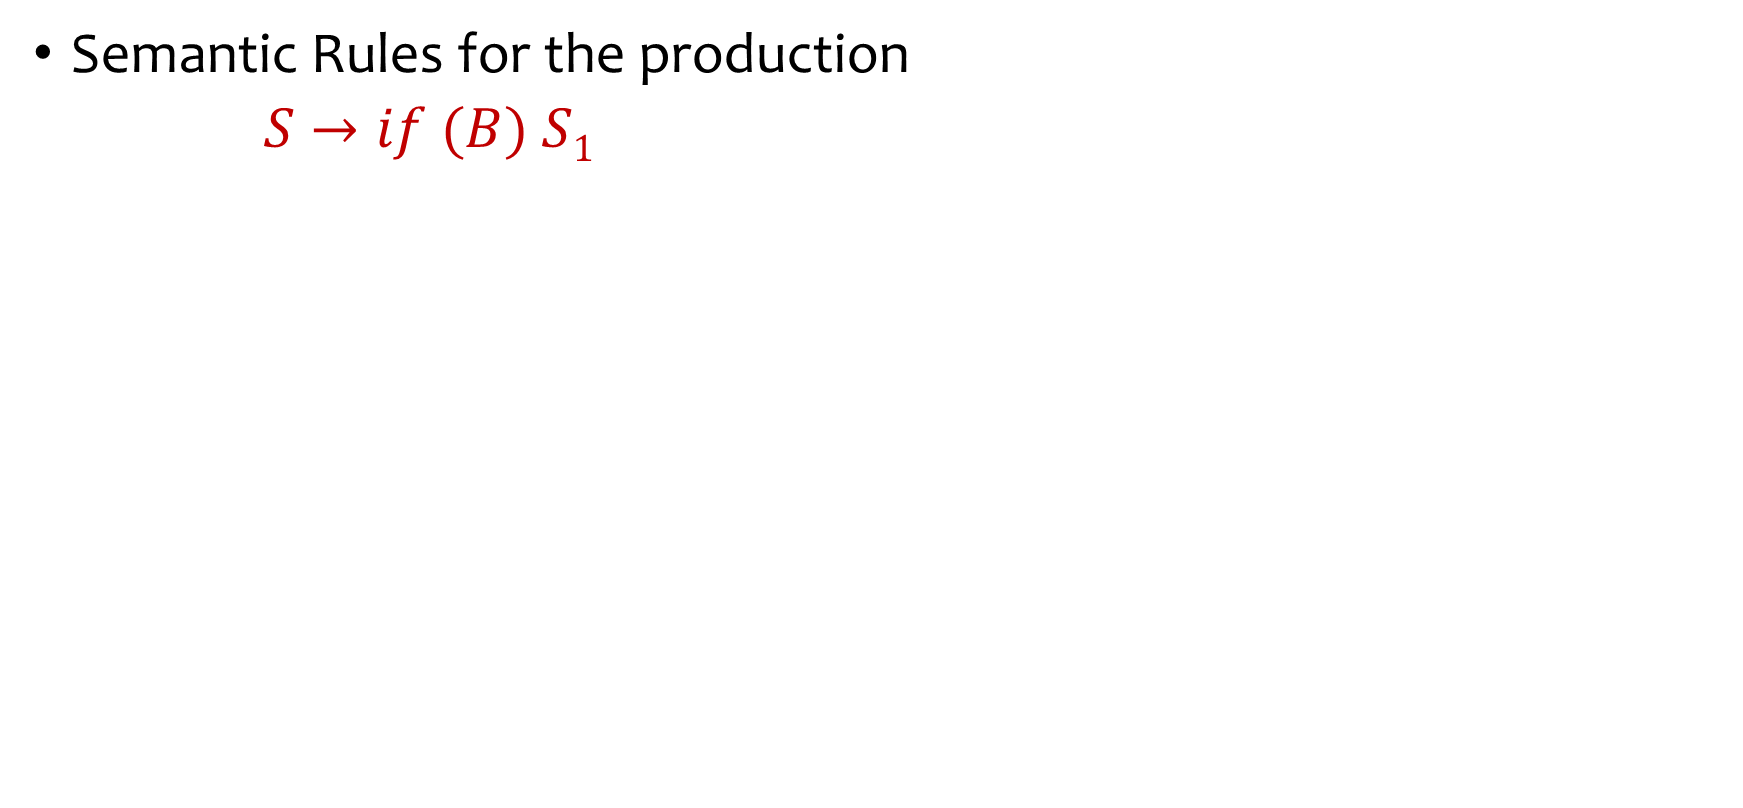 • Semantic Rules for the production
S → if (B) S₁